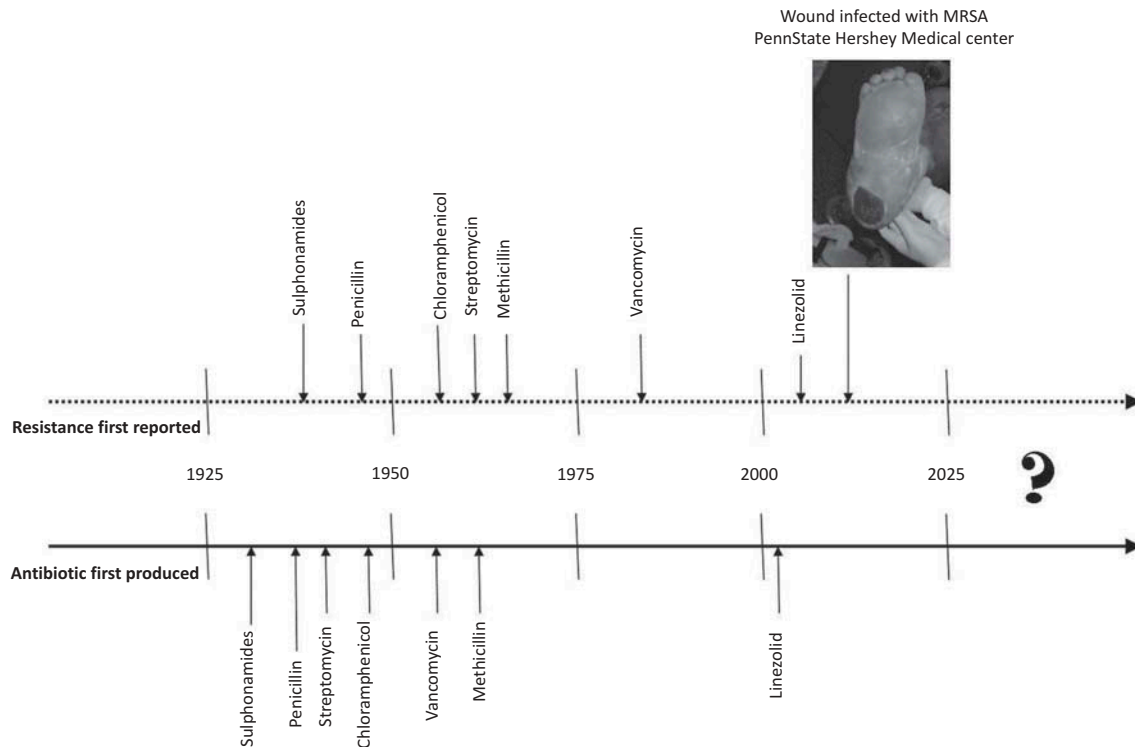 Wound infected with MRSA
PennState Hershey Medical center
Sulphonamides
Penicillin
Chloramphenicol
Streptomycin
Methicillin
Vancomycin
Linezolid
Resistance first reported
1925
1950
1975
2000
2025
?
Antibiotic first produced
Sulphonamides
Penicillin
Streptomycin
Chloramphenicol
Vancomycin
Methicillin
Linezolid